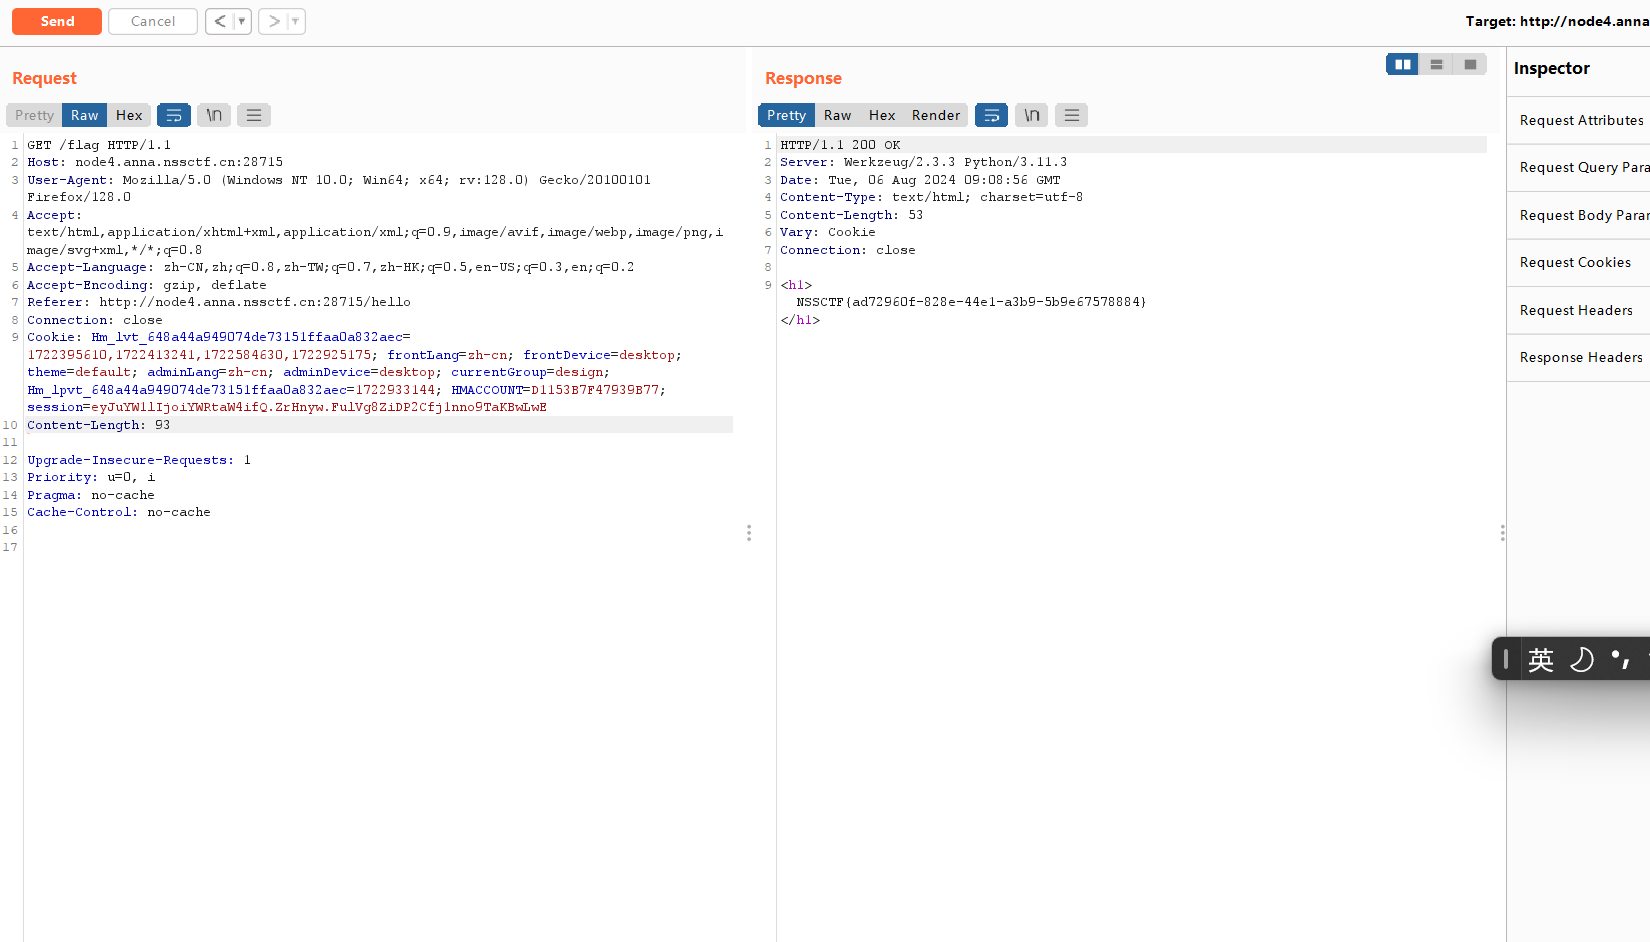 Send
Cancel
Target: http://node4.anna
Request
Response
Inspector
Pretty Raw Hex \n
Pretty Raw Hex Render \n
Request Attributes
Request Query Para
Request Body Para
Request Cookies
Request Headers
Response Headers
1 GET /flag HTTP/1.1
2 Host: node4.anna.nssctf.cn:28715
3 User-Agent: Mozilla/5.0 (Windows NT 10.0; Win64; x64; rv:128.0) Gecko/20100101
Firefox/128.0
4 Accept:
text/html,application/xhtml+xml,application/xml;q=0.9,image/avif,image/webp,image/png,i
mage/svg+xml,*/*;q=0.8
5 Accept-Language: zh-CN,zh;q=0.8,zh-TW;q=0.7,zh-HK;q=0.5,en-US;q=0.3,en;q=0.2
6 Accept-Encoding: gzip, deflate
7 Referer: http://node4.anna.nssctf.cn:28715/hello
8 Connection: close
9 Cookie: Hm_lvt_648a44a949074de73151ffaa0a832aec=
1722395610,1722413241,1722584630,1722925175; frontLang=zh-cn; frontDevice=desktop;
theme=default; adminLang=zh-cn; adminDevice=desktop; currentGroup=design;
Hm_lpvt_648a44a949074de73151ffaa0a832aec=1722933144; HMACCOUNT=D1153B7F47939B77;
session=eyJuYW1lIjoiYWRtaW4ifQ.ZrHnyw.FulVg8ZiDP2Cfj1nno9TaKBwLwE
10 Content-Length: 93
11
12 Upgrade-Insecure-Requests: 1
13 Priority: u=0, i
14 Pragma: no-cache
15 Cache-Control: no-cache
16
17
1 HTTP/1.1 200 OK
2 Server: Werkzeug/2.3.3 Python/3.11.3
3 Date: Tue, 06 Aug 2024 09:08:56 GMT
4 Content-Type: text/html; charset=utf-8
5 Content-Length: 53
6 Vary: Cookie
7 Connection: close
8
9 <h1>
NSSCTF{ad72960f-828e-44e1-a3b9-5b9e67578884}
</h1>
英